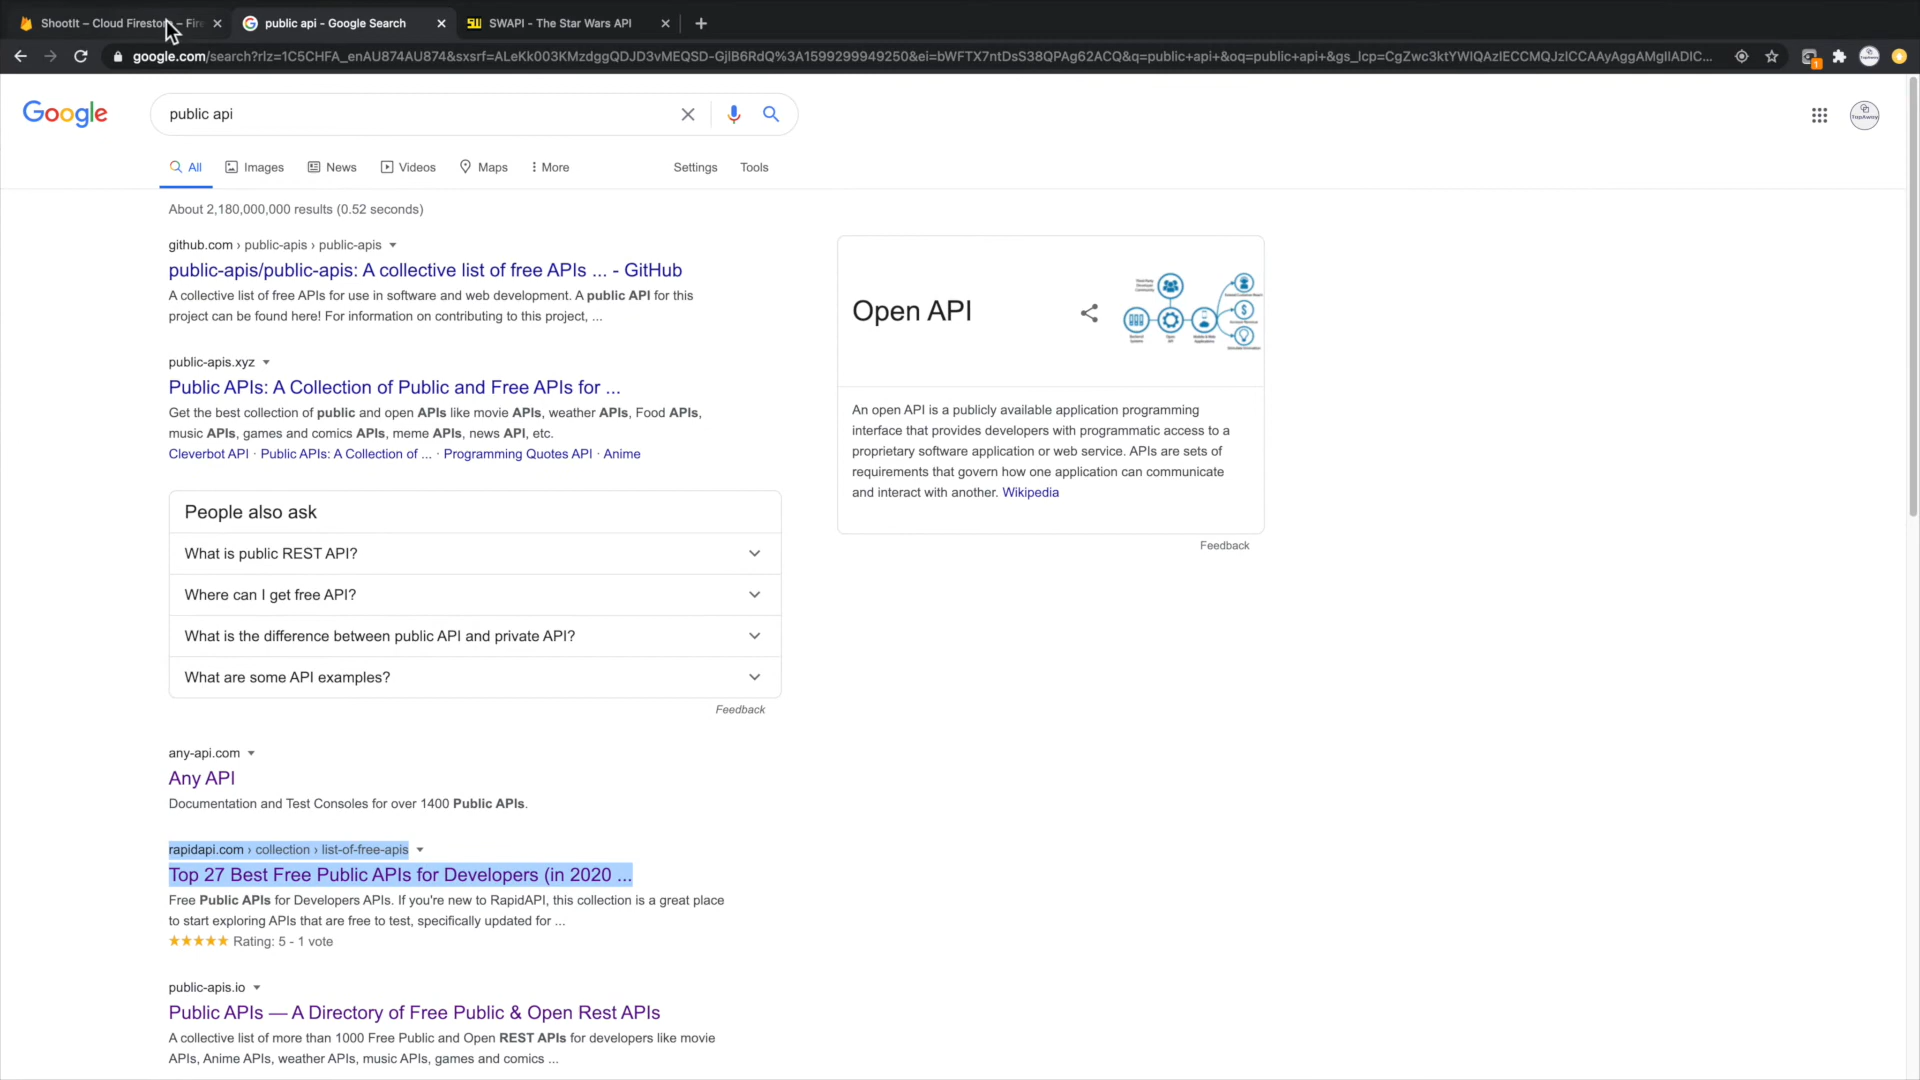 ShootIt – Cloud Firestore – Fire
public api - Google Search
SWAPI - The Star Wars API
google.com/search?rlz=1C5CHFA_enAU874AU874&sxsrf=ALeKk003KMzdggQDJD3vMEQSD-GjlB6RdQ%3A1599299949250&ei=bWFTX7ntDsS38QPAg62ACQ&q=public+api+&oq=public+api+&gs_lcp=CgZwc3ktYWIQAzIECCMQJzICCAAyAggAMgIIADIC...
Google
public api
All
Images
News
Videos
Maps
More
Settings
Tools
About 2,180,000,000 results (0.52 seconds)
github.com › public-apis › public-apis
public-apis/public-apis: A collective list of free APIs ... - GitHub
A collective list of free APIs for use in software and web development. A public API for this
project can be found here! For information on contributing to this project, ...
public-apis.xyz
Public APIs: A Collection of Public and Free APIs for ...
Get the best collection of public and open APIs like movie APIs, weather APIs, Food APIs,
music APIs, games and comics APIs, meme APIs, news API, etc.
Cleverbot API · Public APIs: A Collection of ... · Programming Quotes API · Anime
People also ask
What is public REST API?
Where can I get free API?
What is the difference between public API and private API?
What are some API examples?
Feedback
any-api.com
Any API
Documentation and Test Consoles for over 1400 Public APIs.
rapidapi.com › collection › list-of-free-apis
Top 27 Best Free Public APIs for Developers (in 2020 ...
Free Public APIs for Developers APIs. If you're new to RapidAPI, this collection is a great place
to start exploring APIs that are free to test, specifically updated for ...
Rating: 5 - 1 vote
public-apis.io
Public APIs — A Directory of Free Public & Open Rest APIs
A collective list of more than 1000 Free Public and Open REST APIs for developers like movie
APIs, Anime APIs, weather APIs, music APIs, games and comics ...
Open API
An open API is a publicly available application programming
interface that provides developers with programmatic access to a
proprietary software application or web service. APIs are sets of
requirements that govern how one application can communicate
and interact with another. Wikipedia
Feedback